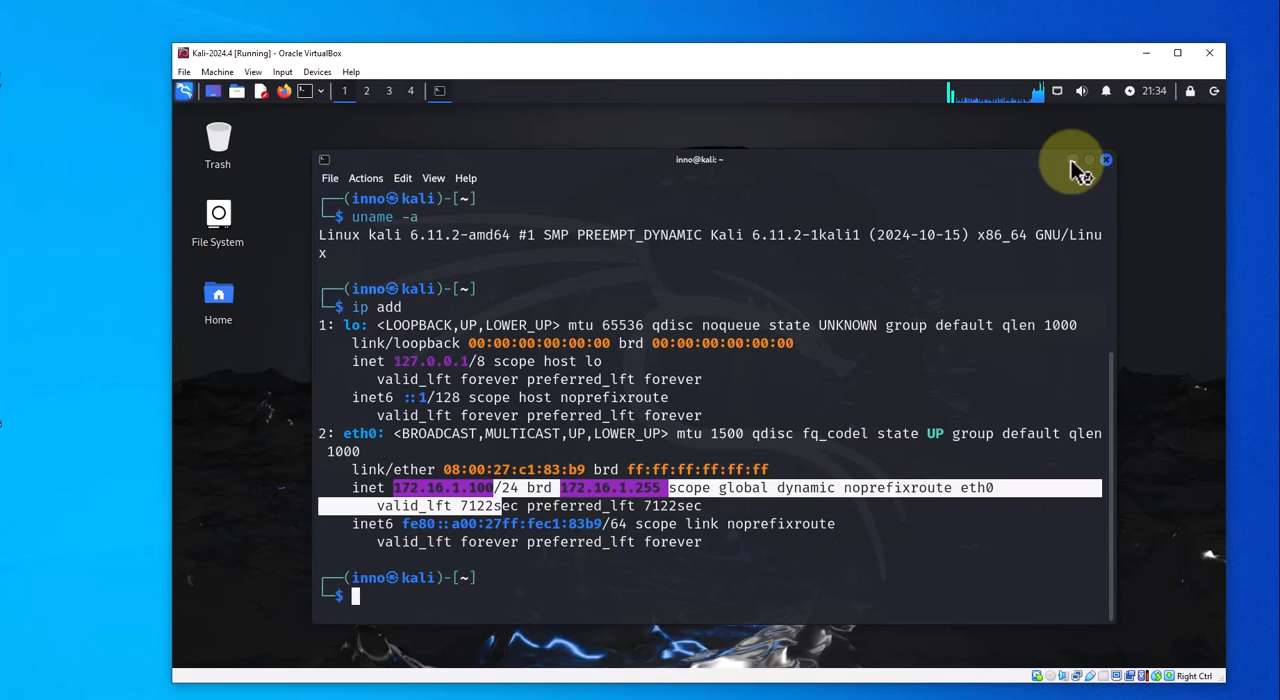 Kali-2024.4 [Running] - Oracle VirtualBox
File Machine View Input Devices Help
1 2 3 4 21:34
Trash
File System
Home
inno@kali: ~
File Actions Edit View Help
┌──(inno㉿kali)-[~]
└─$ uname -a
Linux kali 6.11.2-amd64 #1 SMP PREEMPT_DYNAMIC Kali 6.11.2-1kali1 (2024-10-15) x86_64 GNU/Linu
x
┌──(inno㉿kali)-[~]
└─$ ip add
1: lo: <LOOPBACK,UP,LOWER_UP> mtu 65536 qdisc noqueue state UNKNOWN group default qlen 1000
link/loopback 00:00:00:00:00:00 brd 00:00:00:00:00:00
inet 127.0.0.1/8 scope host lo
valid_lft forever preferred_lft forever
inet6 ::1/128 scope host noprefixroute
valid_lft forever preferred_lft forever
2: eth0: <BROADCAST,MULTICAST,UP,LOWER_UP> mtu 1500 qdisc fq_codel state UP group default qlen
1000
link/ether 08:00:27:c1:83:b9 brd ff:ff:ff:ff:ff:ff
inet 172.16.1.100/24 brd 172.16.1.255 scope global dynamic noprefixroute eth0
valid_lft 7122sec preferred_lft 7122sec
inet6 fe80::a00:27ff:fec1:83b9/64 scope link noprefixroute
valid_lft forever preferred_lft forever
┌──(inno㉿kali)-[~]
└─$
Right Ctrl